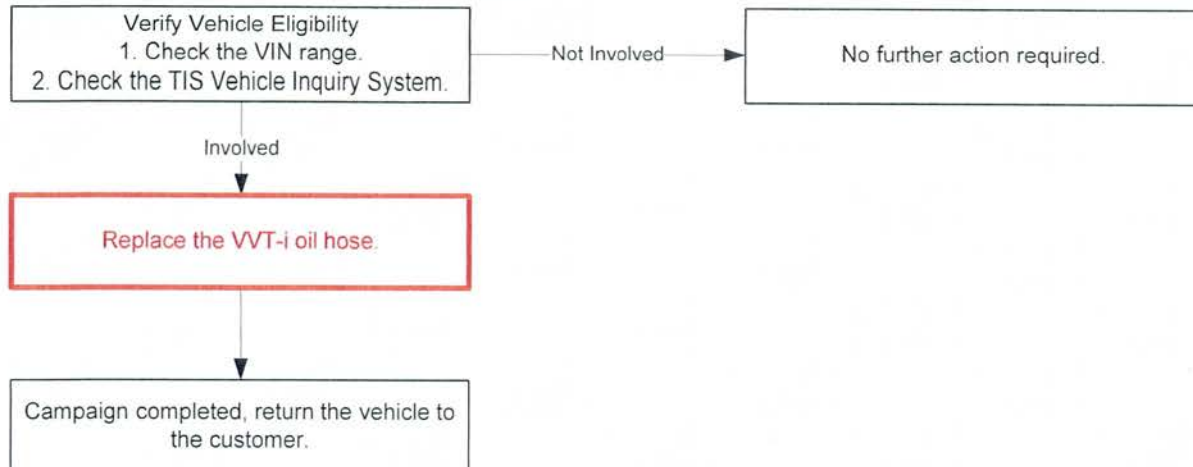 Verify Vehicle Eligibility
1. Check the VIN range.
2. Check the TIS Vehicle Inquiry System.
Not Involved
No further action required.
Involved
Replace the VVT-i oil hose.
Campaign completed, return the vehicle to
the customer.